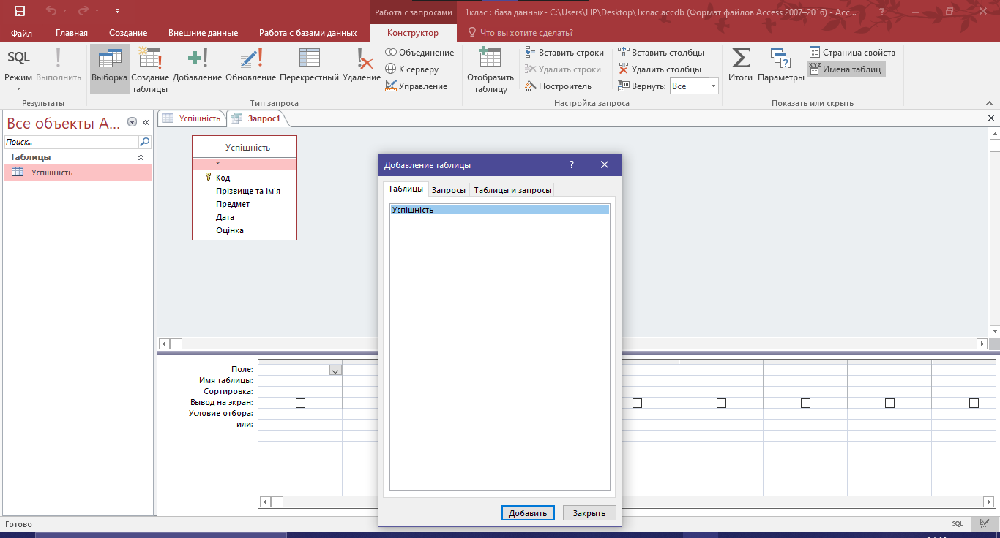 Работа с запросами
1клас : база данных- C:\Users\HP\Desktop\1клас.accdb (Формат файлов Access 2007–2016) - Acc...
?
Файл Главная Создание Внешние данные Работа с базами данных Конструктор Что вы хотите сделать?
SQL
Режим Выполнить
Результаты
Выборка Создание таблицы Добавление Обновление Перекрестный Удаление
Объединение
К серверу
Управление
Тип запроса
Отобразить таблицу
Вставить строки
Удалить строки
Построитель
Вставить столбцы
Удалить столбцы
Вернуть: Все
Настройка запроса
Итоги Параметры
Страница свойств
XYZ Имена таблиц
Показать или скрыть
Все объекты A... «
Поиск...
Таблицы
Успішність
Успішність Запрос1
Успішність
*
Код
Прізвище та ім'я
Предмет
Дата
Оцінка
Добавление таблицы ?
Таблицы Запросы Таблицы и запросы
Успішність
Добавить Закрыть
Поле:
Имя таблицы:
Сортировка:
Вывод на экран:
Условие отбора:
или:
Готово SQL